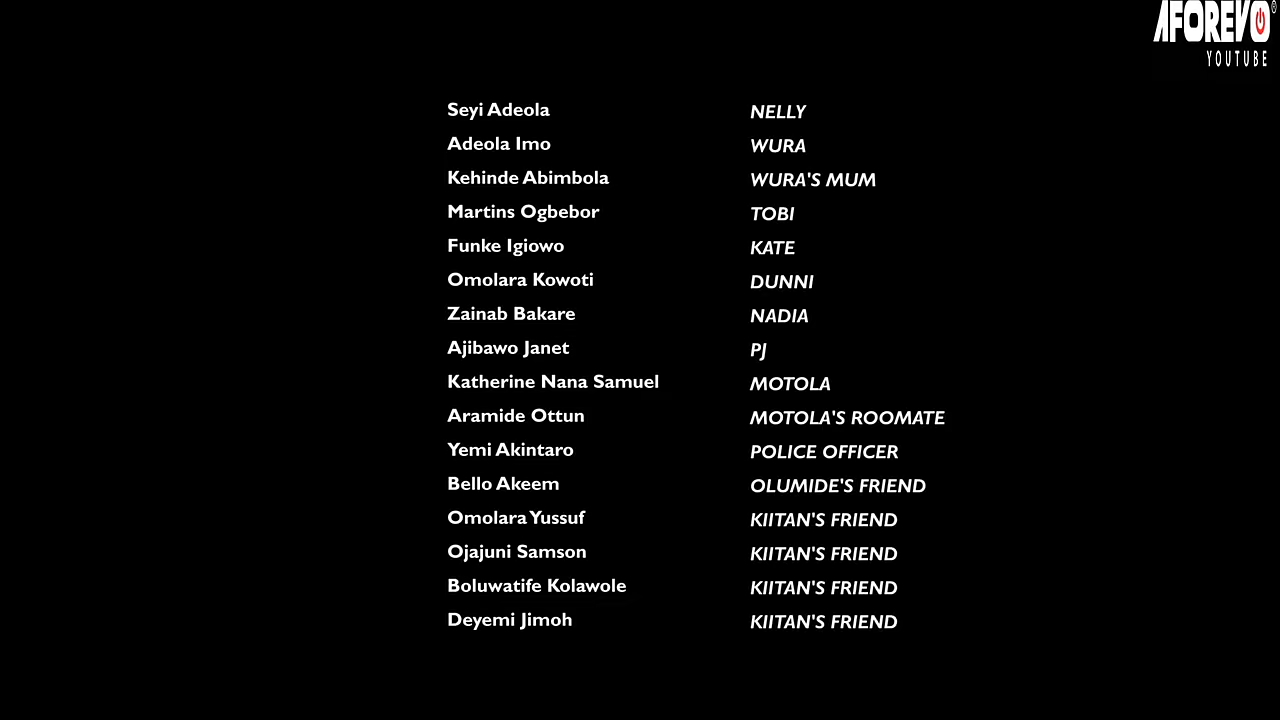 AFOREVO®
YOUTUBE
Seyi Adeola NELLY
Adeola Imo WURA
Kehinde Abimbola WURA'S MUM
Martins Ogbebor TOBI
Funke Igiowo KATE
Omolara Kowoti DUNNI
Zainab Bakare NADIA
Ajibawo Janet PJ
Katherine Nana Samuel MOTOLA
Aramide Ottun MOTOLA'S ROOMATE
Yemi Akintaro POLICE OFFICER
Bello Akeem OLUMIDE'S FRIEND
Omolara Yussuf KIITAN'S FRIEND
Ojajuni Samson KIITAN'S FRIEND
Boluwatife Kolawole KIITAN'S FRIEND
Deyemi Jimoh KIITAN'S FRIEND